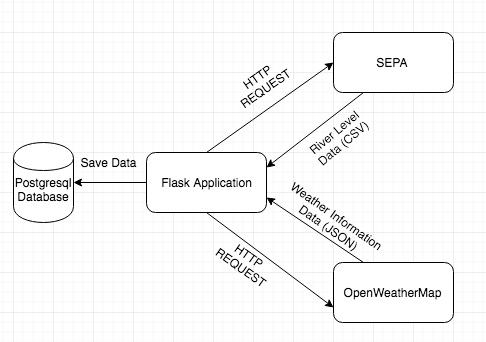 HTTP
REQUEST
SEPA
River Level
Data (CSV)
Save Data
Postgresql
Database
Flask Application
Weather Information
Data (JSON)
HTTP
REQUEST
OpenWeatherMap